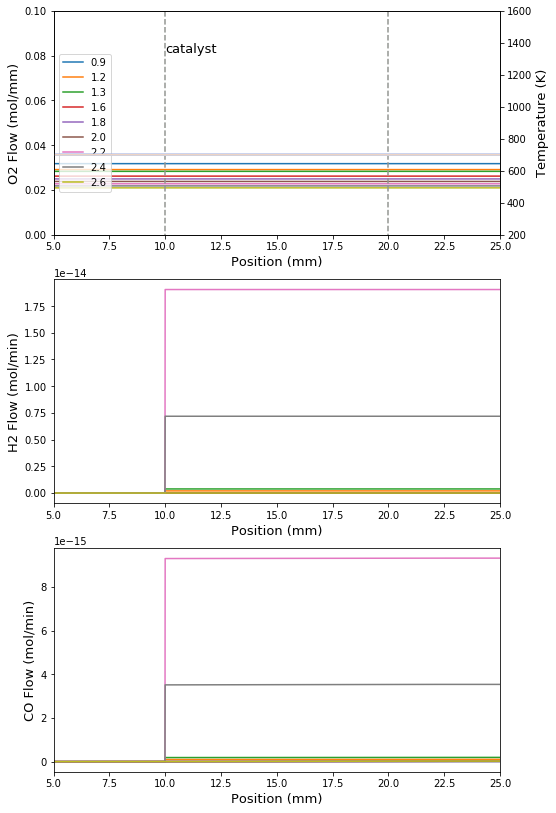 0.10
0.08
0.06
0.04
0.02
0.00
O2 Flow (mol/mm)
catalyst
0.9
1.2
1.3
1.6
1.8
2.0
2.2
2.4
2.6
1600
1400
1200
1000
800
600
400
200
Temperature (K)
5.0 7.5 10.0 12.5 15.0 17.5 20.0 22.5 25.0
Position (mm)
1e−14
1.75
1.50
1.25
1.00
0.75
0.50
0.25
0.00
H2 Flow (mol/min)
5.0 7.5 10.0 12.5 15.0 17.5 20.0 22.5 25.0
Position (mm)
1e−15
8
6
4
2
0
CO Flow (mol/min)
5.0 7.5 10.0 12.5 15.0 17.5 20.0 22.5 25.0
Position (mm)